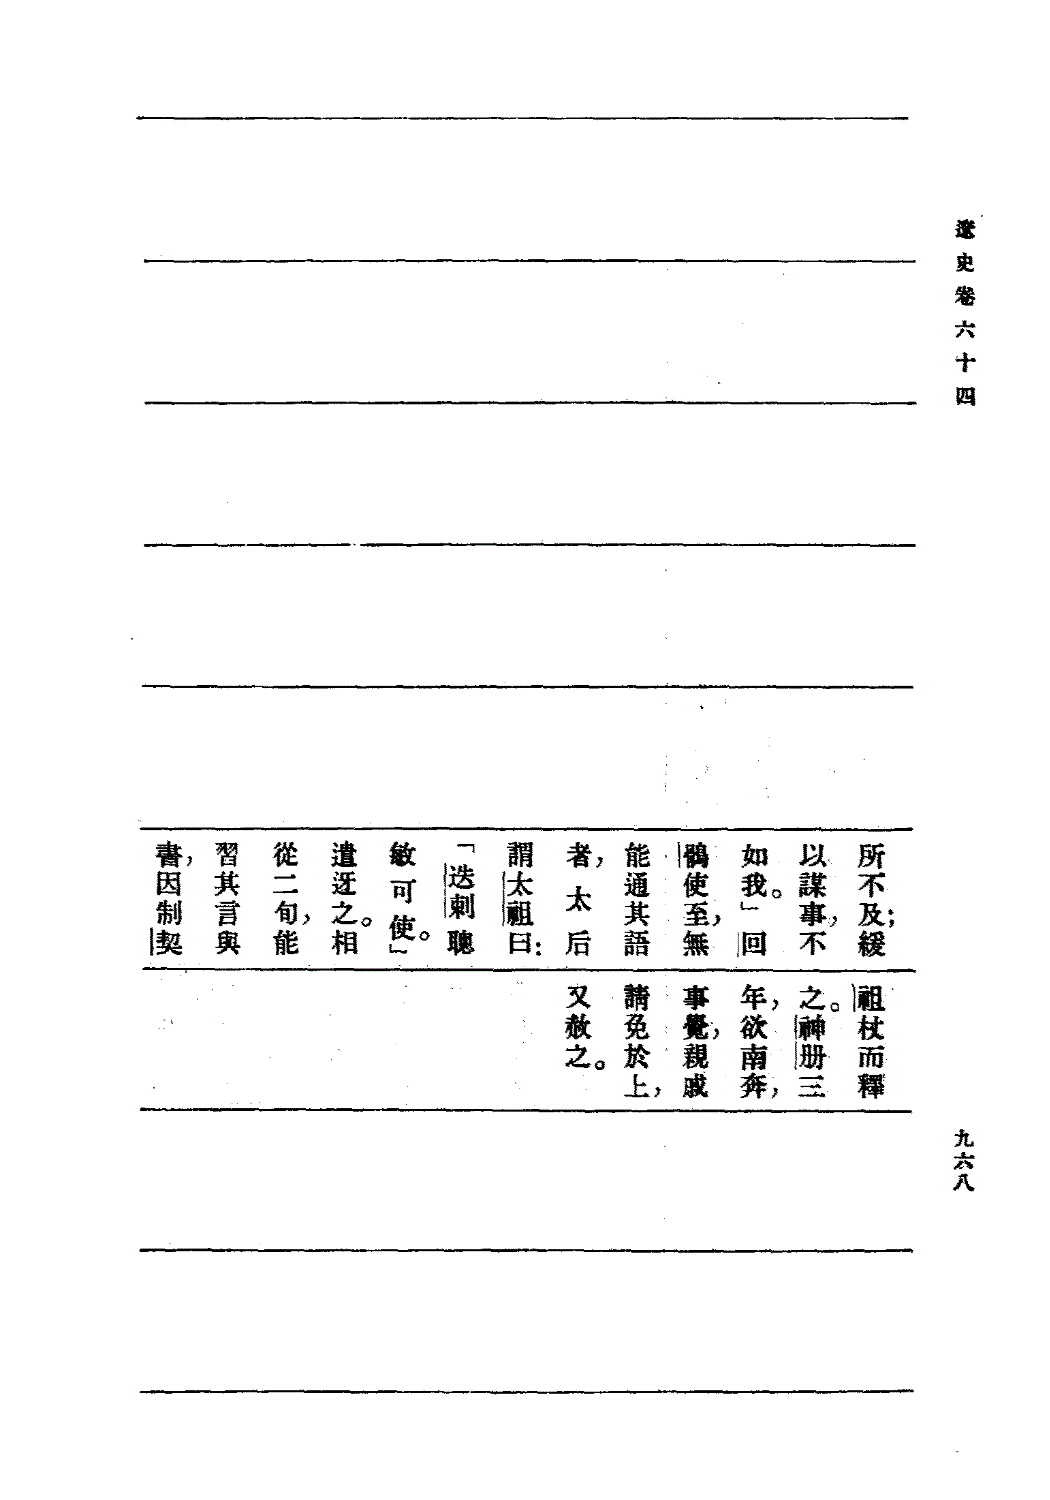 遼史卷六十四
所不及；緩
以謀事，不
如我。」回
鶻使至，無
能通其語
者，太后
謂太祖曰：
「迭剌聰
敏可使。」
遣迓之。相
從二旬，能
習其言與
書，因制契
祖杖而釋
之。神册三
年，欲南奔，
事覺，親戚
請免於上，
又赦之。
九六八